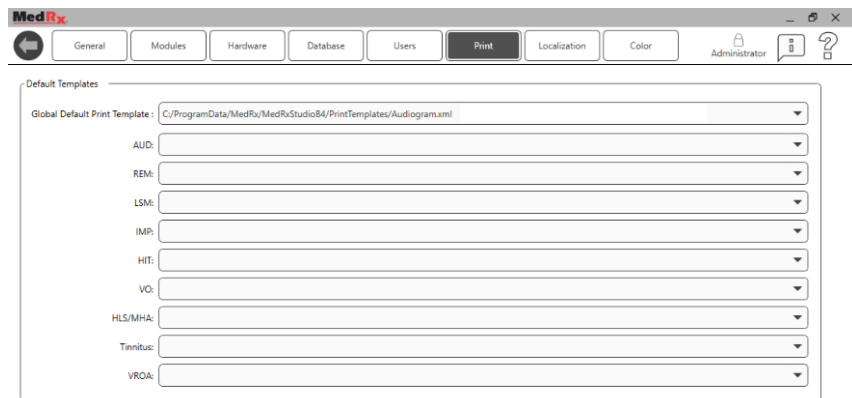 MedRx
General Modules Hardware Database Users Print Localization Color Administrator i ?
Default Templates
Global Default Print Template : C:/ProgramData/MedRx/MedRxStudio84/PrintTemplates/Audiogram.xml
AUD:
REM:
LSM:
IMP:
HIT:
VO:
HLS/MHA:
Tinnitus:
VROA: